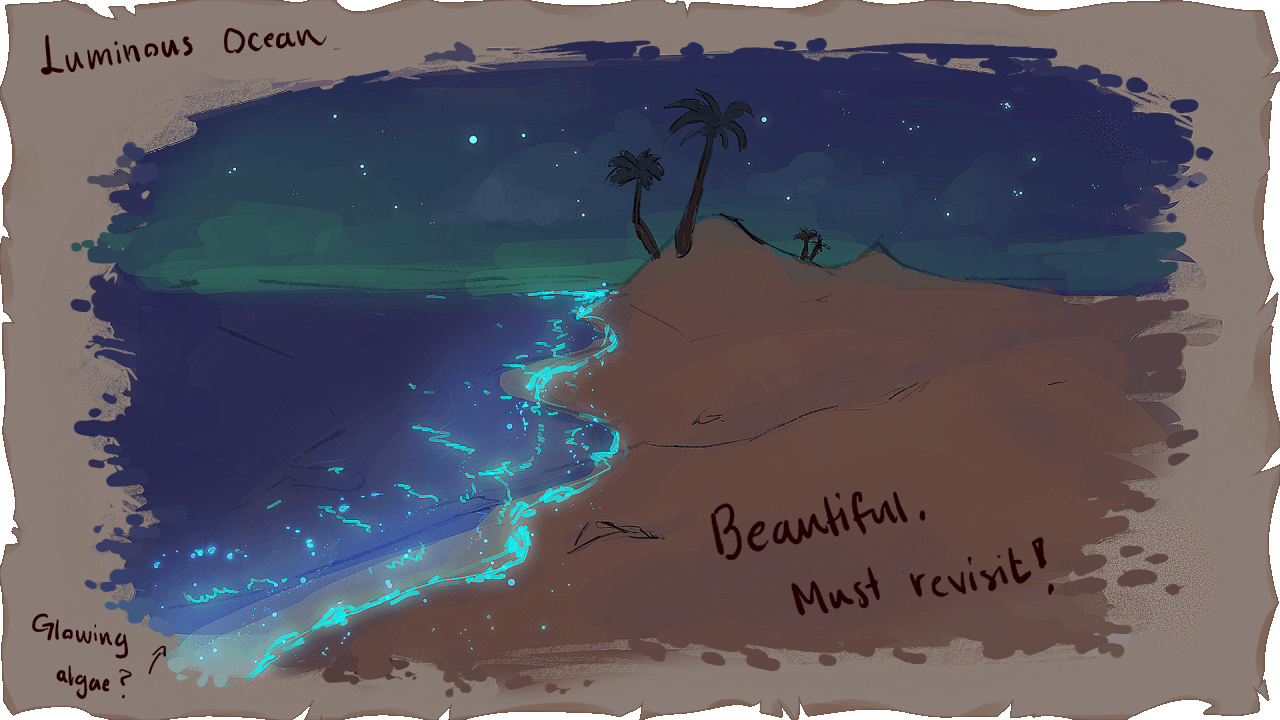 Luminous Ocean
Beautiful.
Must revisit!
Glowing
algae?